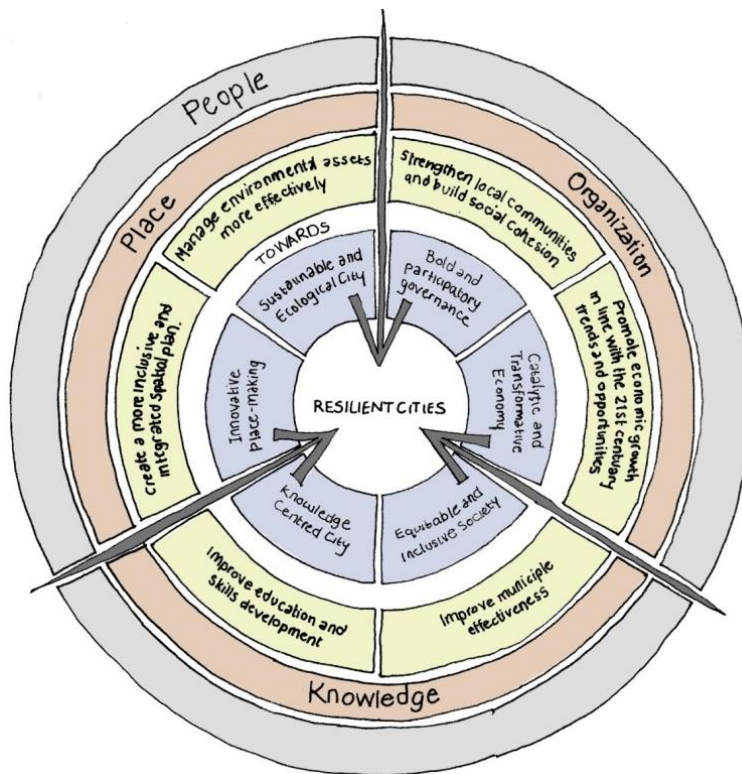 People
Place
Organization
Knowledge
Manage environmental assets
more effectively
Strengthen local communities
and build social cohesion
Promote economic growth
in line with the 21st centuary
trends and opportunities
Improve municiple
effectiveness
Improve education and
skills development
Create a more inclusive and
integrated spatial plan.
TOWARDS
Sustainable and
Ecological City
Bold and
Participatory
governance
Catalytic and
Transformative
Economy
Equitable and
Inclusive Society
Knowledge
Centred City
Innovative
Place-making
RESILIENT CITIES